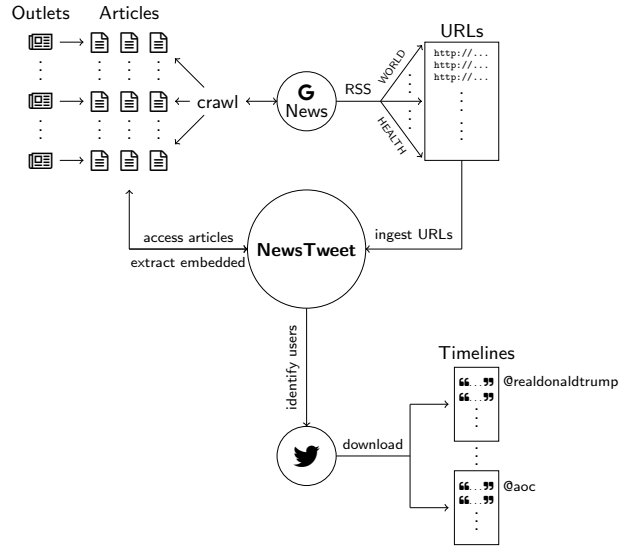 Outlets Articles URLs
http://...
http://...
http://...
WORLD
RSS
HEALTH
crawl
G
News
access articles
extract embedded
NewsTweet
ingest URLs
identify users
download
Timelines
❝...❞ @realdonaldtrump
❝...❞
❝...❞ @aoc
❝...❞